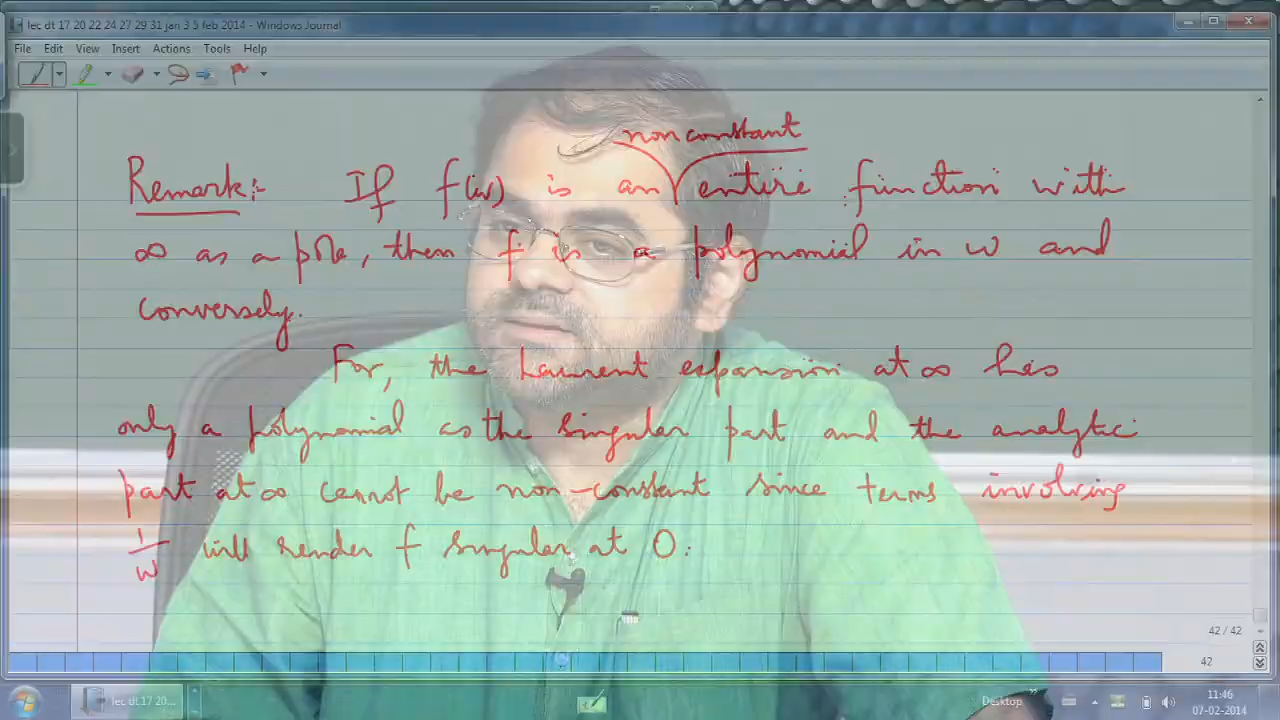 lec dt 17 20 22 24 27 29 31 jan 3 5 feb 2014 - Windows Journal
File Edit View Insert Actions Tools Help
non constant
Remark:- If f(w) is an entire function with
∞ as a pole, then f is a polynomial in w and
conversely.
For, the Laurent expansion at ∞ has
only a polynomial as the singular part and the analytic
part at ∞ cannot be non-constant since terms involving
1/w will render f singular at 0.
42 / 42
42
lec dt 17 20...
Desktop
11:46
07-02-2014